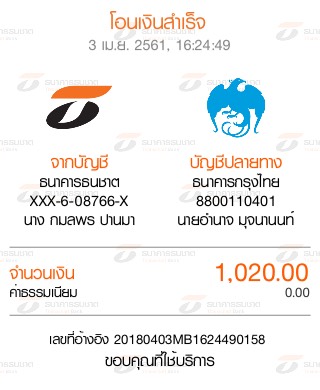 โอนเงินสำเร็จ
3 เม.ย. 2561, 16:24:49
จากบัญชี
ธนาคารธนชาต
XXX-6-08766-X
นาง กมลพร ปานมา
บัญชีปลายทาง
ธนาคารกรุงไทย
8800110401
นายอำนาจ มุจนานนท์
จำนวนเงิน 1,020.00
ค่าธรรมเนียม 0.00
เลขที่อ้างอิง 20180403MB1624490158
ขอบคุณที่ใช้บริการ